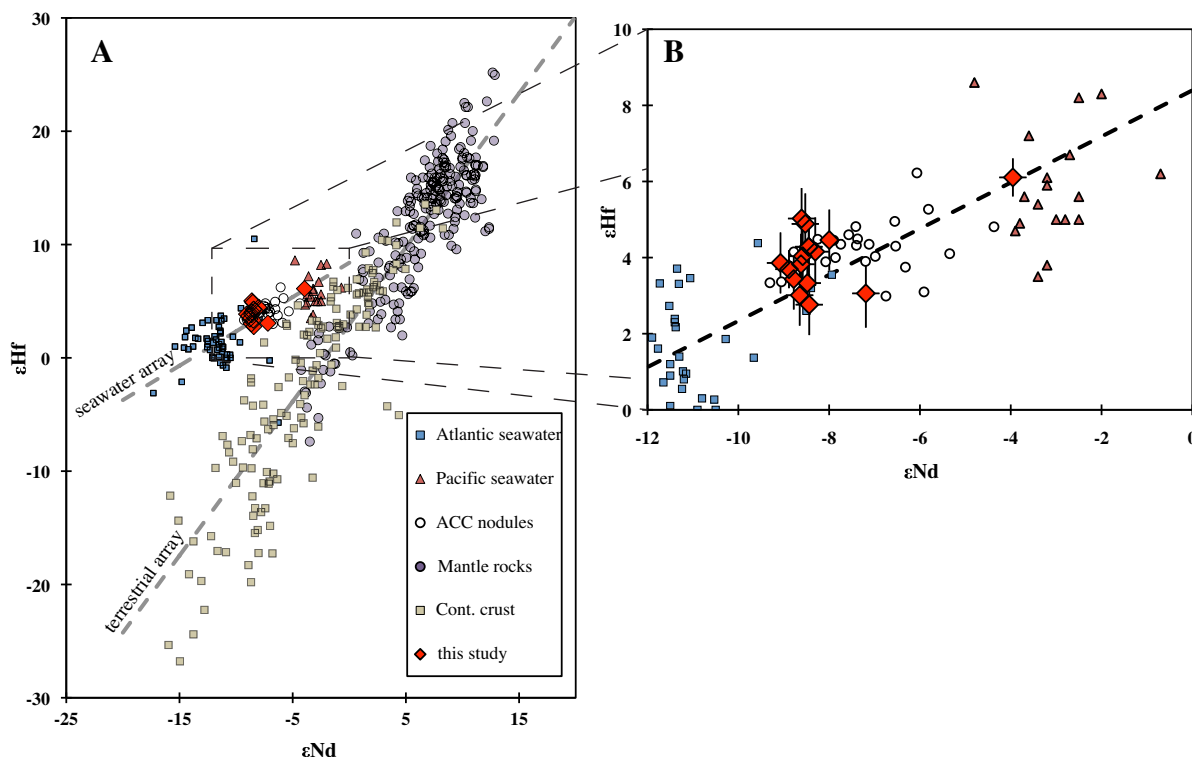 A
30
20
10
0
-10
-20
-30
εHf
-25
-15
-5
5
15
εNd
seawater array
terrestrial array
Atlantic seawater
Pacific seawater
ACC nodules
Mantle rocks
Cont. crust
this study
B
10
8
6
4
2
0
εHf
-12
-10
-8
-6
-4
-2
0
εNd